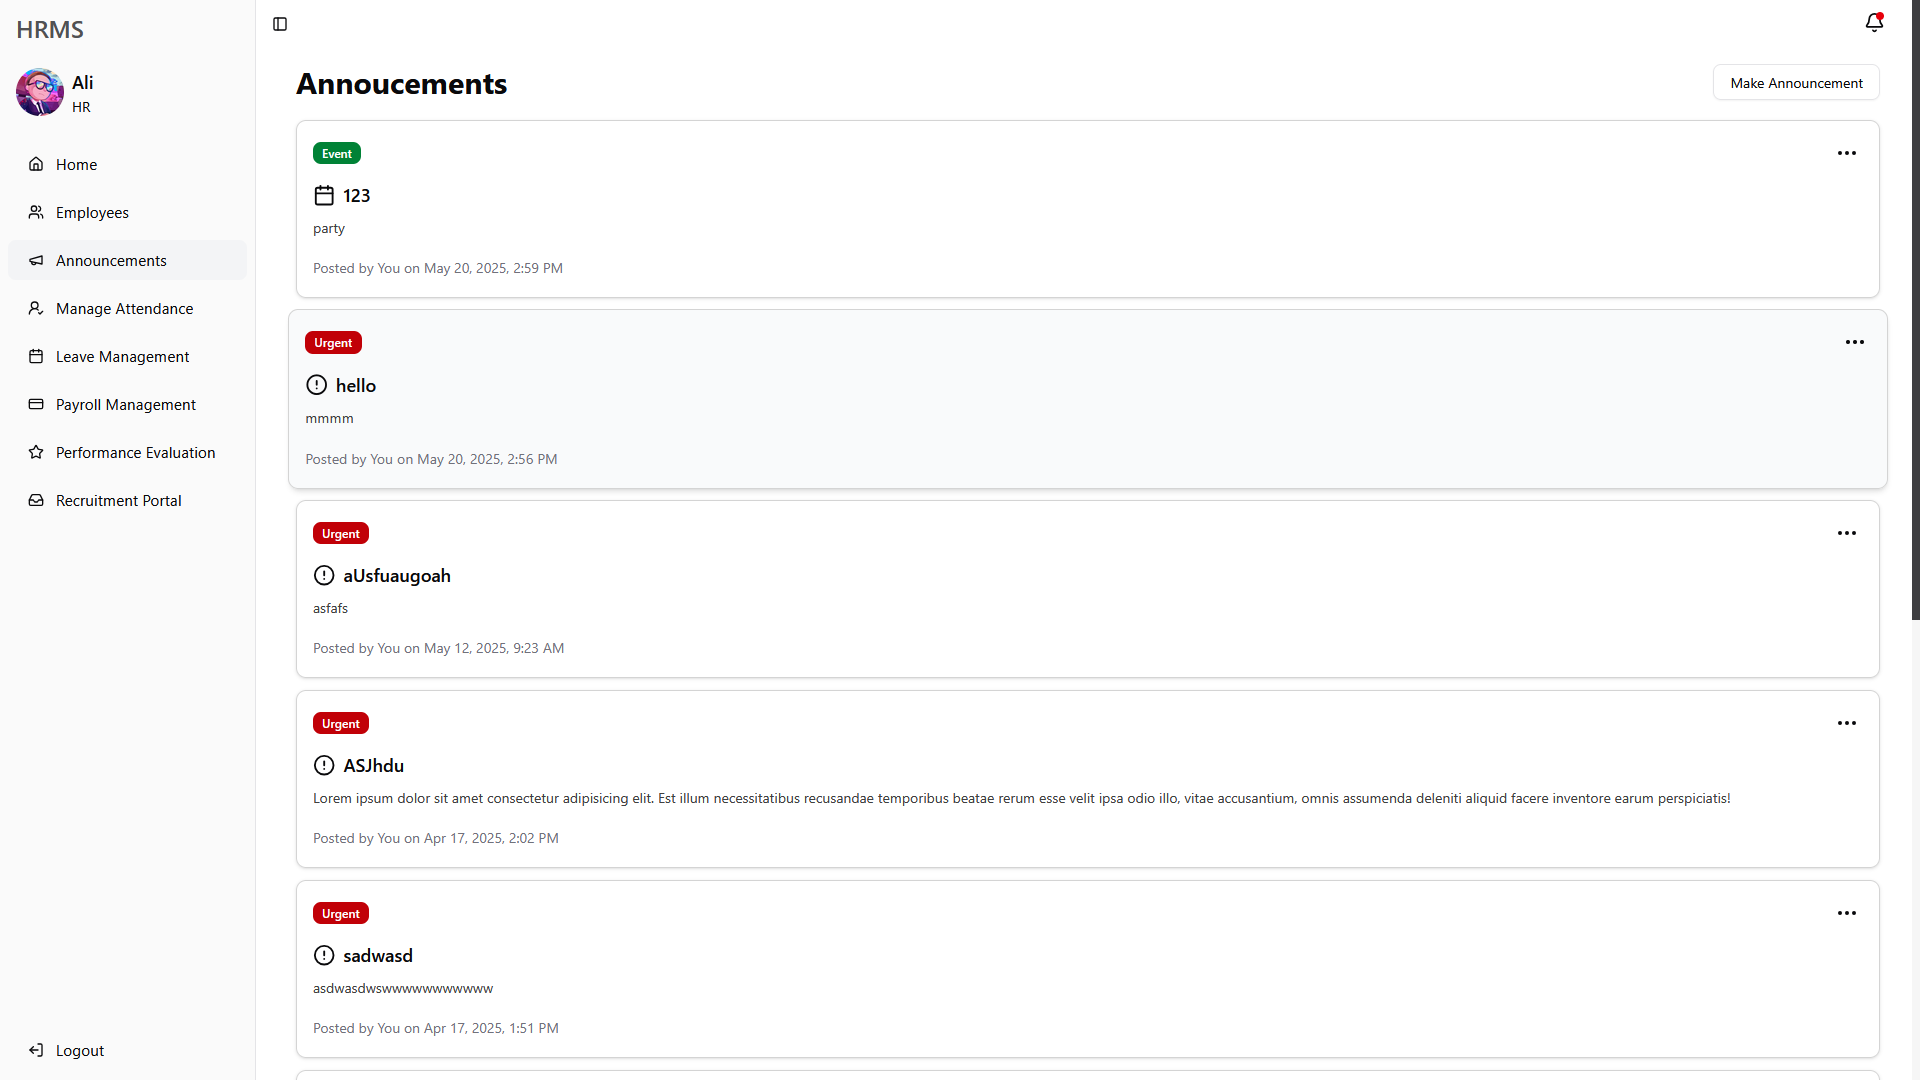 HRMS
Ali
HR
Home
Employees
Announcements
Manage Attendance
Leave Management
Payroll Management
Performance Evaluation
Recruitment Portal
Logout
Annoucements
Make Announcement
Event
123
party
Posted by You on May 20, 2025, 2:59 PM
Urgent
hello
mmmm
Posted by You on May 20, 2025, 2:56 PM
Urgent
aUsfuaugoah
asfafs
Posted by You on May 12, 2025, 9:23 AM
Urgent
ASJhdu
Lorem ipsum dolor sit amet consectetur adipisicing elit. Est illum necessitatibus recusandae temporibus beatae rerum esse velit ipsa odio illo, vitae accusantium, omnis assumenda deleniti aliquid facere inventore earum perspiciatis!
Posted by You on Apr 17, 2025, 2:02 PM
Urgent
sadwasd
asdwasdwswwwwwwwwwww
Posted by You on Apr 17, 2025, 1:51 PM